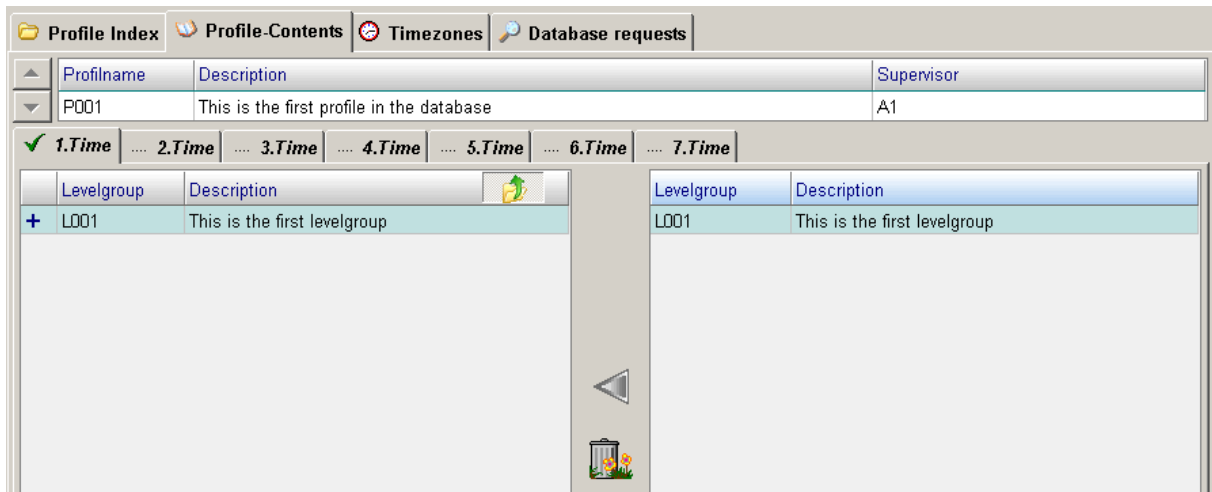 Profile Index Profile-Contents Timezones Database requests
Profilname Description Supervisor
P001 This is the first profile in the database A1
1.Time .... 2.Time .... 3.Time .... 4.Time .... 5.Time .... 6.Time .... 7.Time
Levelgroup Description Levelgroup Description
+ L001 This is the first levelgroup L001 This is the first levelgroup